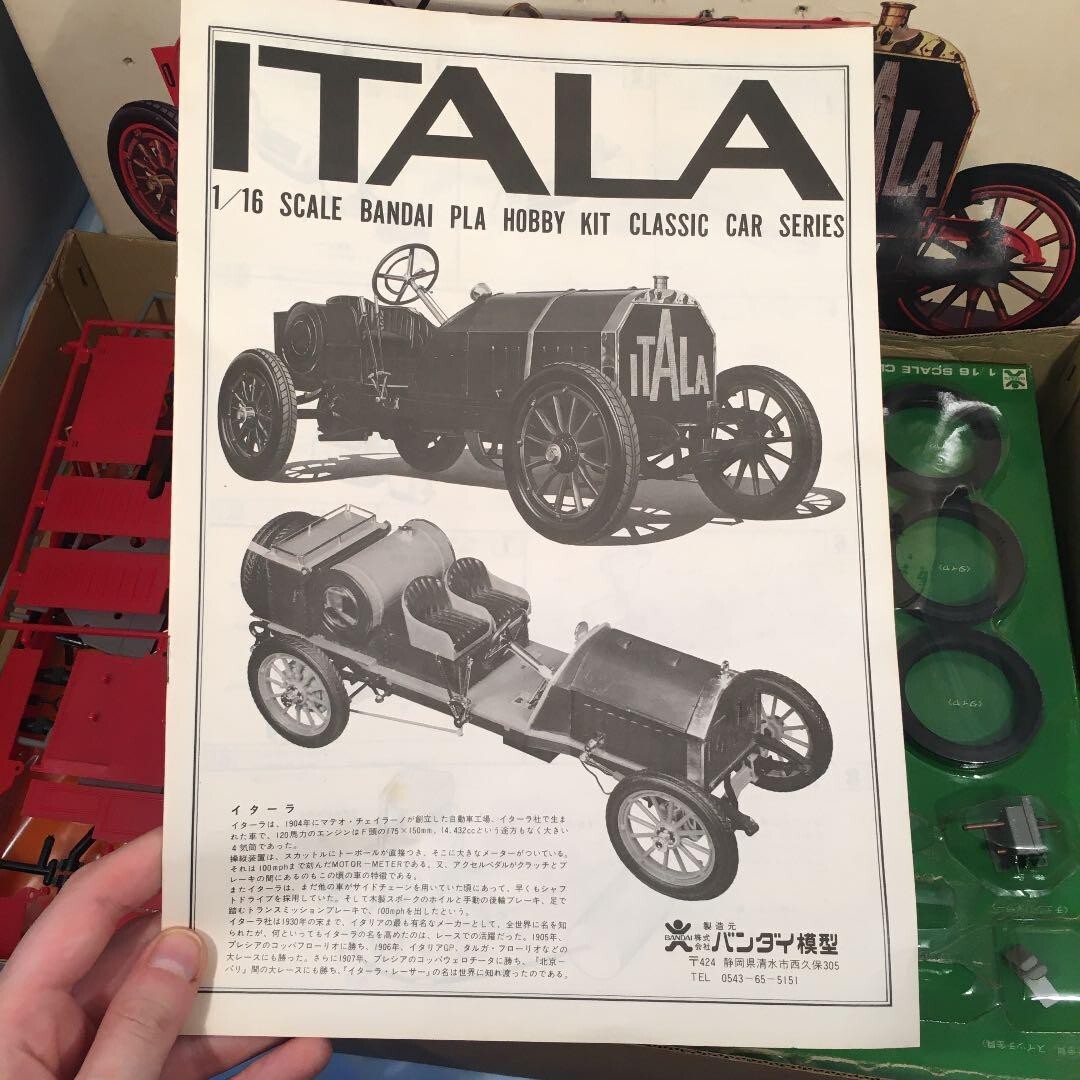 ITALA
1/16 SCALE BANDAI PLA HOBBY KIT CLASSIC CAR SERIES
ITALA
イターラ
イターラは、1904年にマテオ・チェイラーノが創立した自動車工場、イターラ社で生ま
れた車で、120馬力のエンジンはF頭の175×150mm、14.432ccという途方もなく大きい
4気筒であった。
操縦装置は、スカットルにトーボールが直接つき、そこに大きなメーターがついている。
それは100mphまで刻んだMOTOR-METERである。又、アクセルペダルがクラッチとブ
レーキの間にあるのもこの頃の車の特徴である。
またイターラは、まだ他の車がサイドチェーンを用いていた頃にあって、早くもシャフ
トドライブを採用していた。そして木製スポークのホイルと手動の後輪ブレーキ、足で
踏むトランスミッションブレーキで、100mphを出したという。
イターラ社は1930年の末まで、イタリアの最も有名なメーカーとして、全世界に名を知
られたが、何といってもイターラの名を高めたのは、レースでの活躍だった。1905年、
ブレシアのコッパフローリオに勝ち、1906年、イタリアGP、タルガ・フローリオなどの
大レースにも勝った。さらに1907年、ブレシアのコッパウェロチータに勝ち、「北京―
パリ」間の大レースにも勝ち、「イターラ・レーサー」の名は世界に知れ渡ったのである。
製造元
BANDAI 株式会社 バンダイ模型
〒424 静岡県清水市西久保305
TEL 0543-65-5151
ITALA
1/16 SCALE
(タイヤ)
(タイヤ)